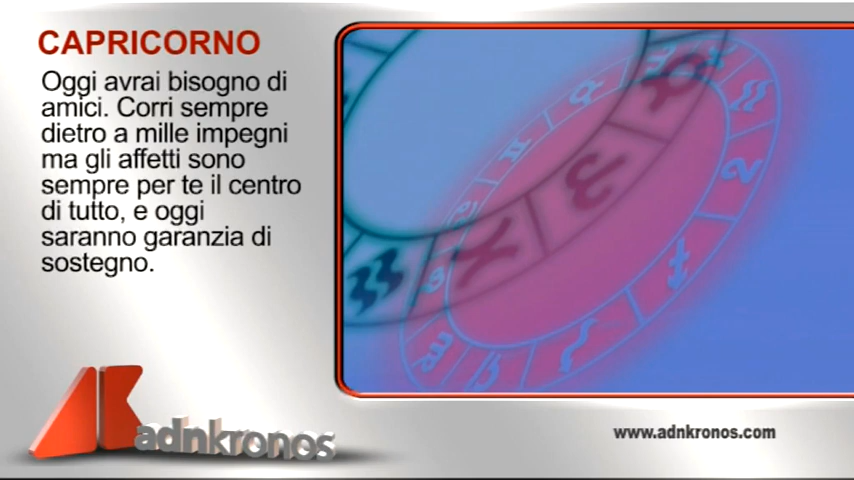 CAPRICORNO
Oggi avrai bisogno di
amici. Corri sempre
dietro a mille impegni
ma gli affetti sono
sempre per te il centro
di tutto, e oggi
saranno garanzia di
sostegno.
adnkronos
www.adnkronos.com